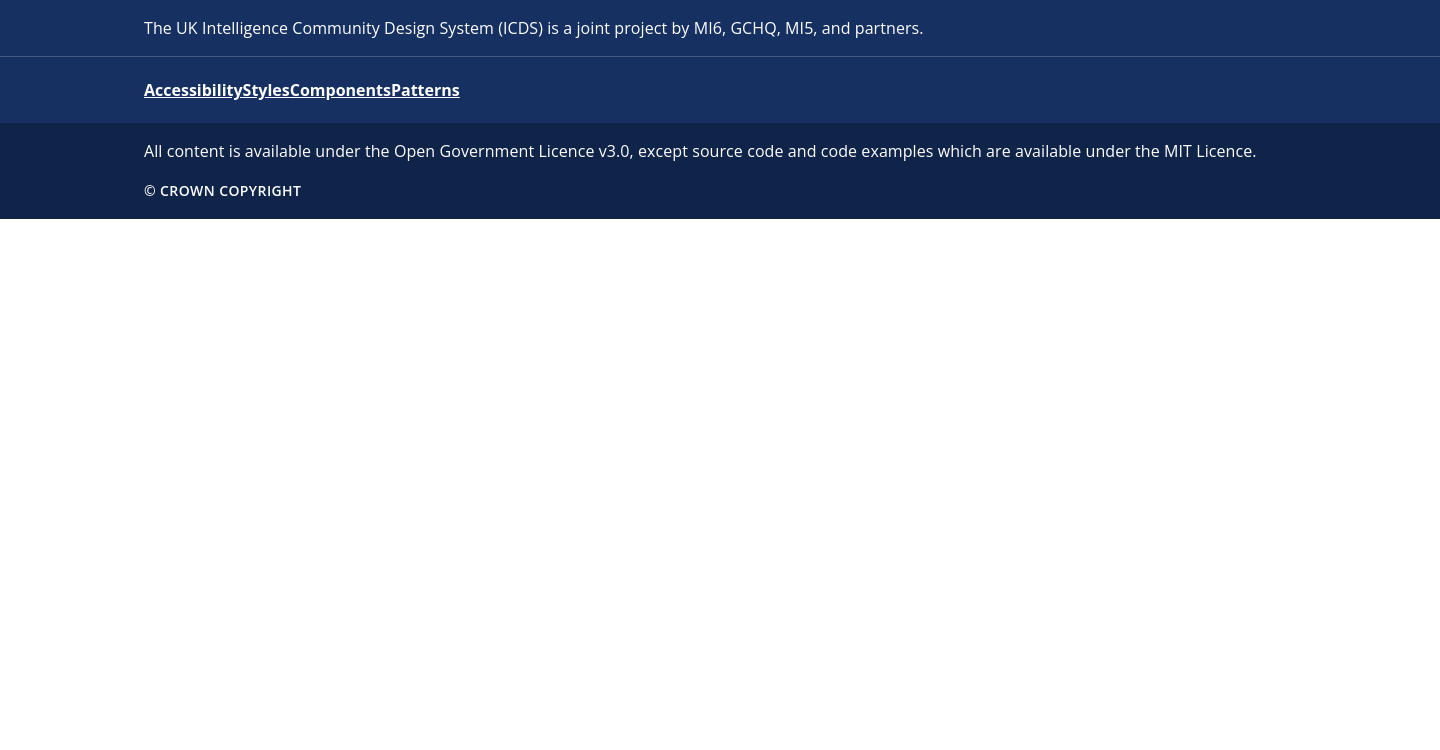 The UK Intelligence Community Design System (ICDS) is a joint project by MI6, GCHQ, MI5, and partners.
AccessibilityStylesComponentsPatterns
All content is available under the Open Government Licence v3.0, except source code and code examples which are available under the MIT Licence.
© CROWN COPYRIGHT